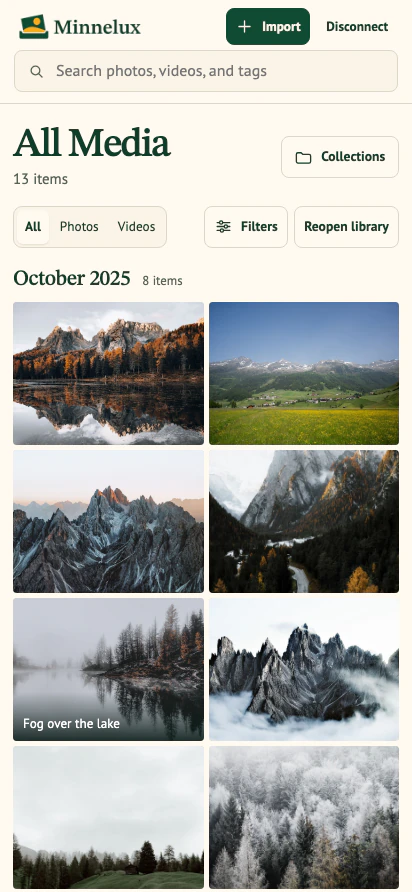 Minnelux
Import
Disconnect
Search photos, videos, and tags
All Media
13 items
Collections
All
Photos
Videos
Filters
Reopen library
October 2025
8 items
Fog over the lake